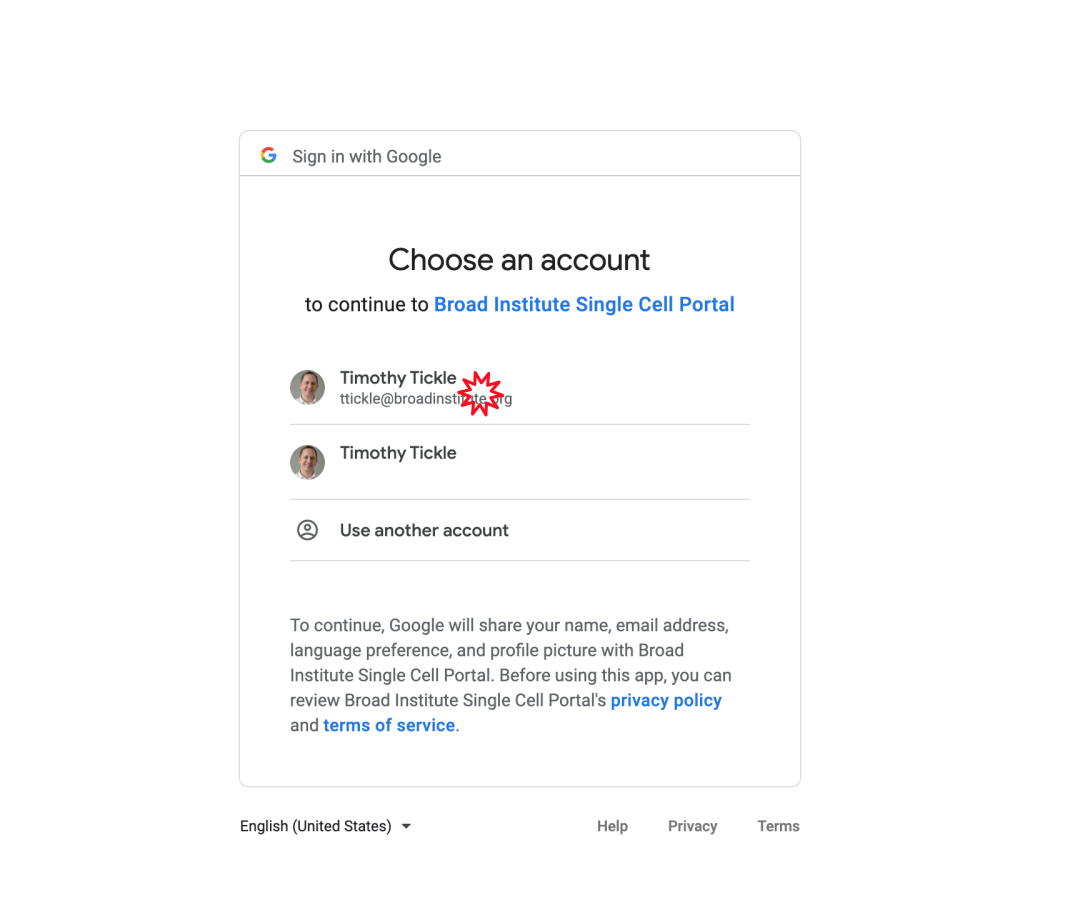 Sign in with Google
Choose an account
to continue to Broad Institute Single Cell Portal
Timothy Tickle
ttickle@broadinstitute.org
Timothy Tickle
Use another account
To continue, Google will share your name, email address,
language preference, and profile picture with Broad
Institute Single Cell Portal. Before using this app, you can
review Broad Institute Single Cell Portal's privacy policy
and terms of service.
English (United States) Help Privacy Terms